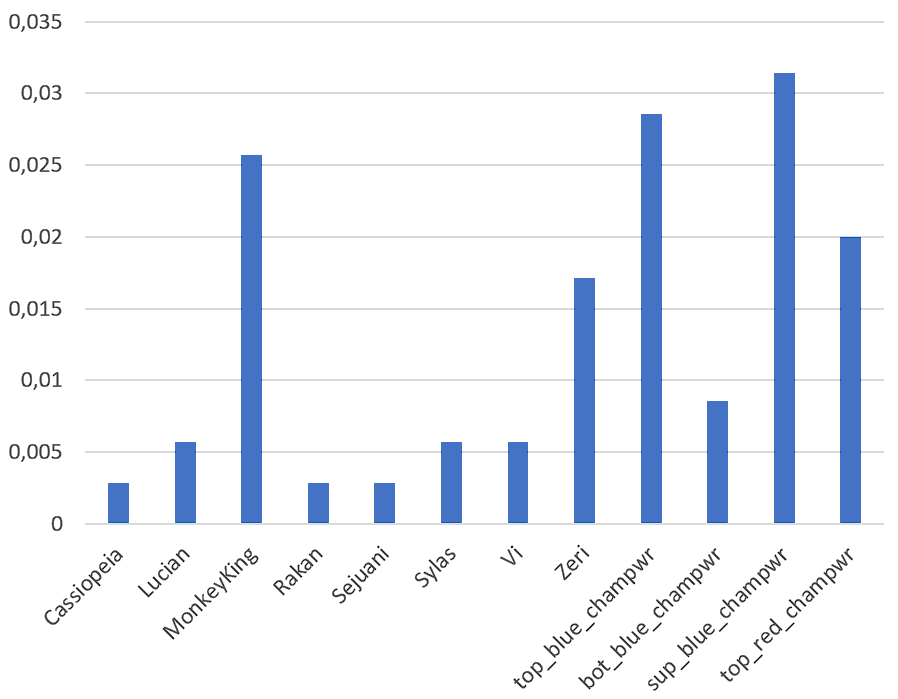 0,035
0,03
0,025
0,02
0,015
0,01
0,005
0
Cassiopeia
Lucian
MonkeyKing
Rakan
Sejuani
Sylas
Vi
Zeri
top_blue_champwr
bot_blue_champwr
sup_blue_champwr
top_red_champwr